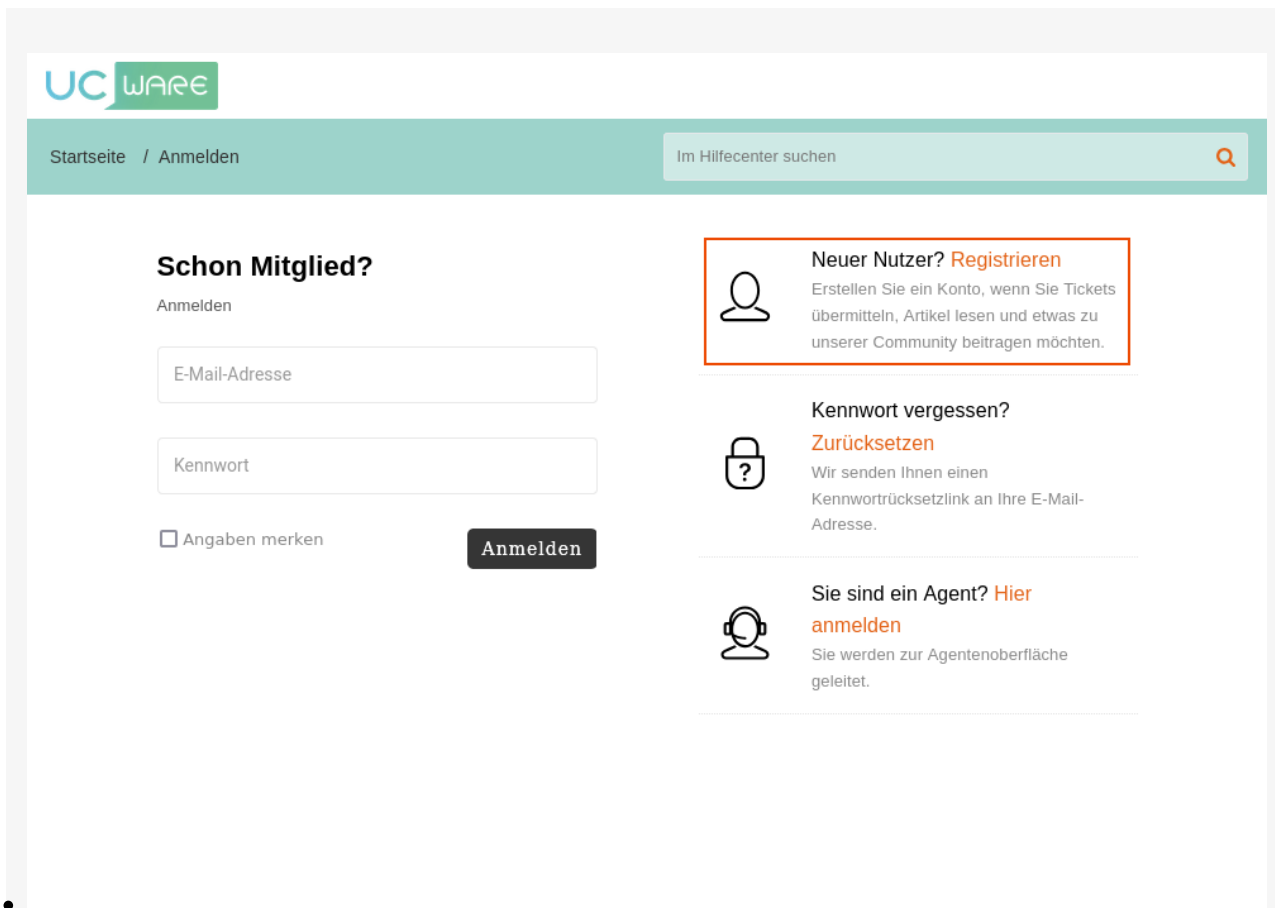 UC WARE
Startseite / Anmelden
Im Hilfecenter suchen
Schon Mitglied?
Anmelden
E-Mail-Adresse
Kennwort
Angaben merken
Anmelden
Neuer Nutzer? Registrieren
Erstellen Sie ein Konto, wenn Sie Tickets
übermitteln, Artikel lesen und etwas zu
unserer Community beitragen möchten.
Kennwort vergessen?
Zurücksetzen
Wir senden Ihnen einen
Kennwortrücksetzlink an Ihre E-Mail-
Adresse.
Sie sind ein Agent? Hier
anmelden
Sie werden zur Agentenoberfläche
geleitet.